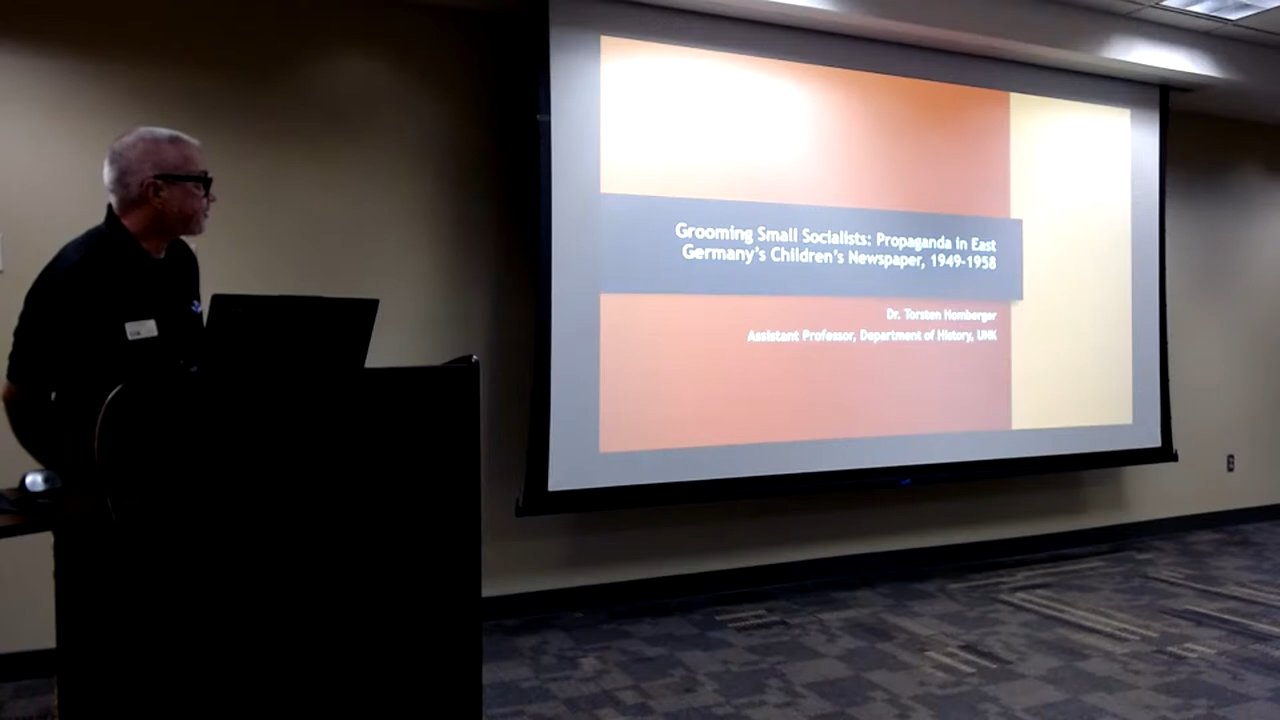 Grooming Small Socialists: Propaganda in East
Germany's Children's Newspaper, 1949-1958
Dr. Torsten Homberger
Assistant Professor, Department of History, UNK